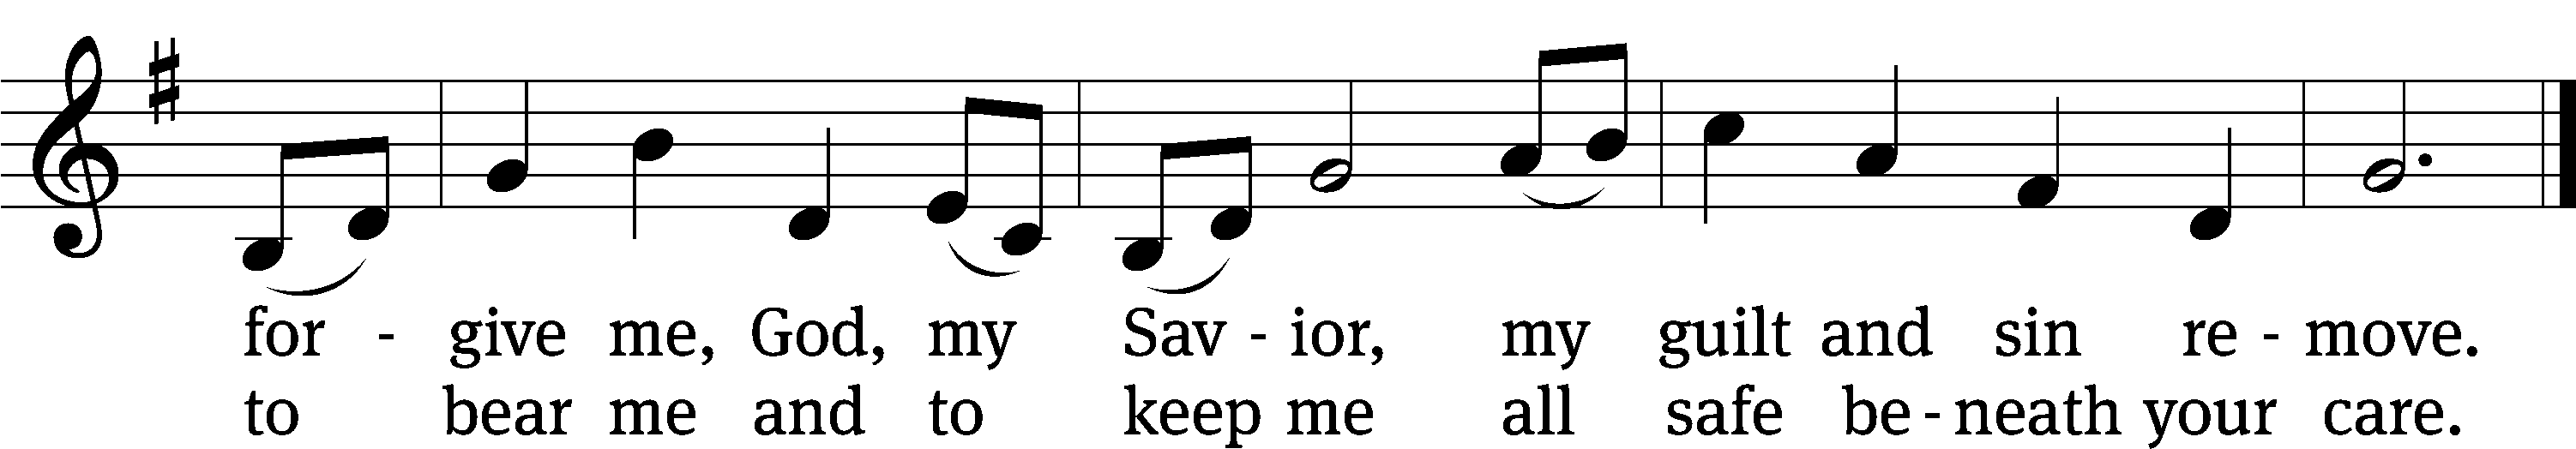 for - give me, God, my Sav - ior, my guilt and sin re - move.
to bear me and to keep me all safe be - neath your care.